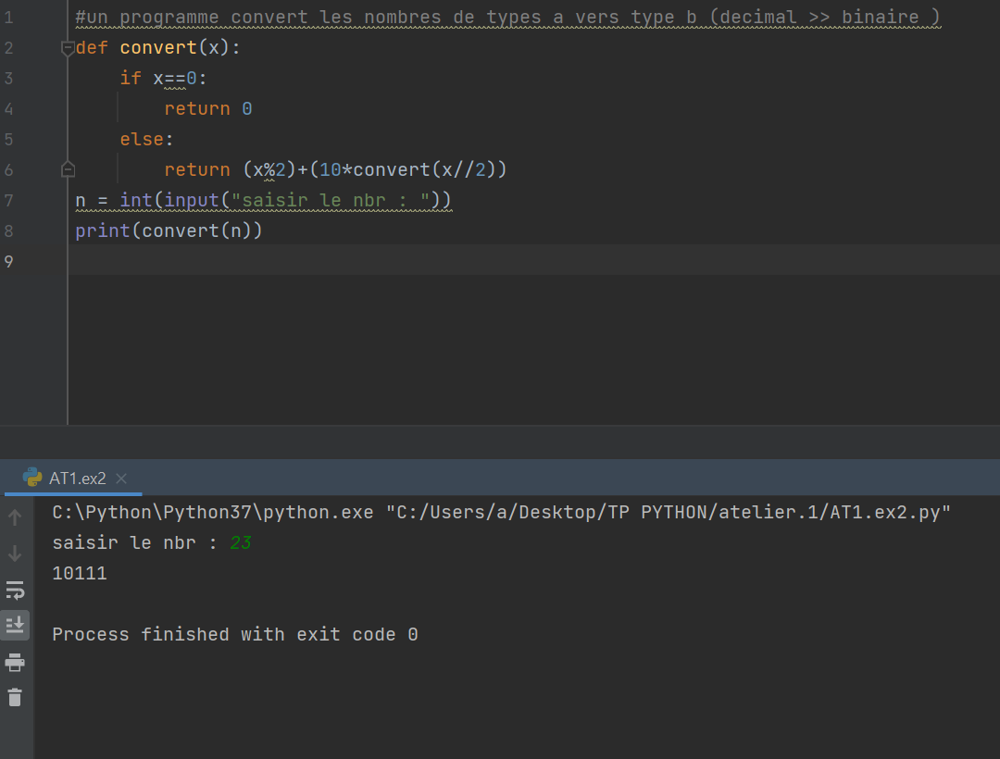 1 #un programme convert les nombres de types a vers type b (decimal >> binaire )
2 def convert(x):
3     if x==0:
4         return 0
5     else:
6         return (x%2)+(10*convert(x//2))
7 n = int(input("saisir le nbr : "))
8 print(convert(n))
9
AT1.ex2
C:\Python\Python37\python.exe "C:/Users/a/Desktop/TP PYTHON/atelier.1/AT1.ex2.py"
saisir le nbr : 23
10111
Process finished with exit code 0